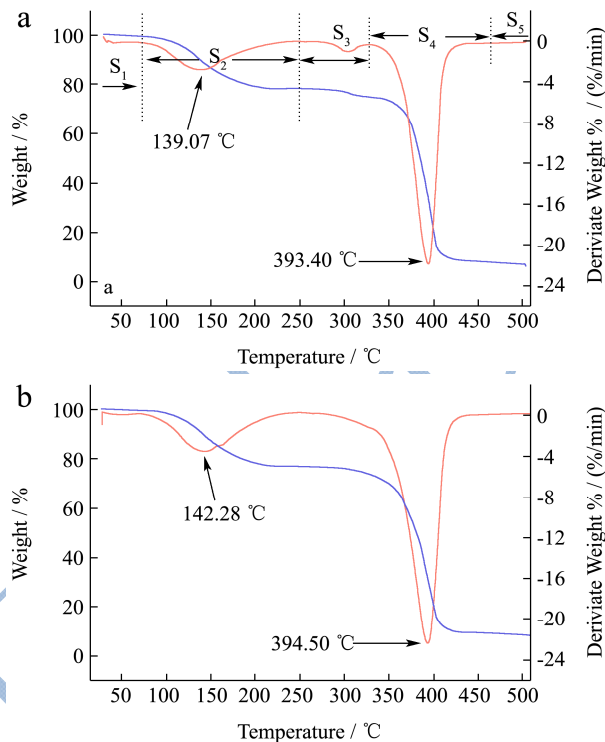 a
S1
S2
S3
S4
S5
100
80
60
40
20
0
Weight / %
0
-4
-8
-12
-16
-20
-24
Deriviate Weight % / (%/min)
139.07 ℃
393.40 ℃
a
50 100 150 200 250 300 350 400 450 500
Temperature / ℃
b
100
80
60
40
20
0
Weight / %
0
-4
-8
-12
-16
-20
-24
Deriviate Weight % / (%/min)
142.28 ℃
394.50 ℃
50 100 150 200 250 300 350 400 450 500
Temperature / ℃